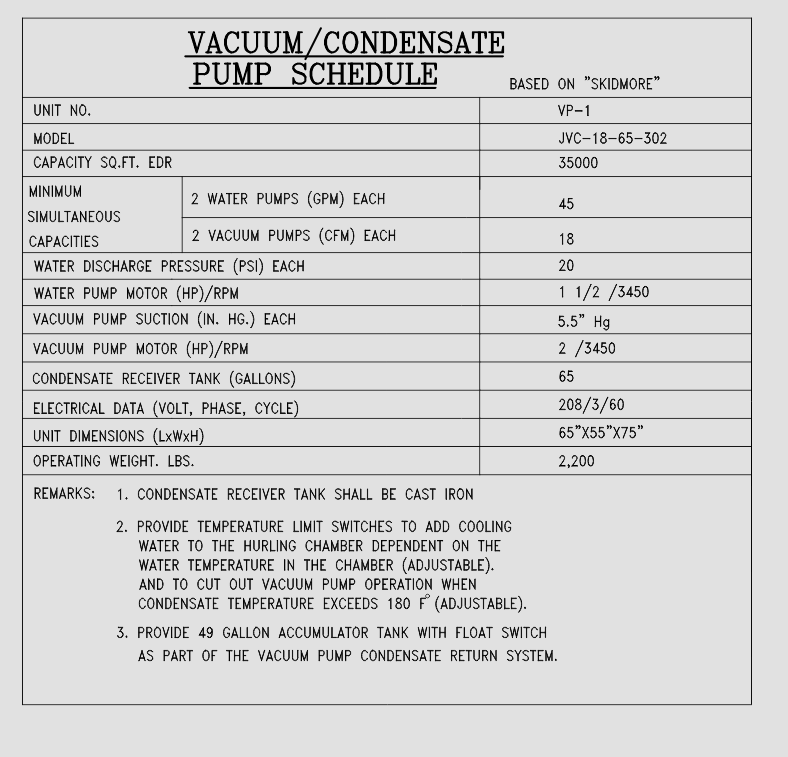 VACUUM/CONDENSATE
PUMP SCHEDULE
BASED ON "SKIDMORE"
UNIT NO. VP-1
MODEL JVC-18-65-302
CAPACITY SQ.FT. EDR 35000
MINIMUM
SIMULTANEOUS
CAPACITIES
2 WATER PUMPS (GPM) EACH 45
2 VACUUM PUMPS (CFM) EACH 18
WATER DISCHARGE PRESSURE (PSI) EACH 20
WATER PUMP MOTOR (HP)/RPM 1 1/2 /3450
VACUUM PUMP SUCTION (IN. HG.) EACH 5.5" Hg
VACUUM PUMP MOTOR (HP)/RPM 2 /3450
CONDENSATE RECEIVER TANK (GALLONS) 65
ELECTRICAL DATA (VOLT, PHASE, CYCLE) 208/3/60
UNIT DIMENSIONS (LxWxH) 65"X55"X75"
OPERATING WEIGHT. LBS. 2,200
REMARKS: 1. CONDENSATE RECEIVER TANK SHALL BE CAST IRON
2. PROVIDE TEMPERATURE LIMIT SWITCHES TO ADD COOLING
WATER TO THE HURLING CHAMBER DEPENDENT ON THE
WATER TEMPERATURE IN THE CHAMBER (ADJUSTABLE).
AND TO CUT OUT VACUUM PUMP OPERATION WHEN
CONDENSATE TEMPERATURE EXCEEDS 180 F° (ADJUSTABLE).
3. PROVIDE 49 GALLON ACCUMULATOR TANK WITH FLOAT SWITCH
AS PART OF THE VACUUM PUMP CONDENSATE RETURN SYSTEM.